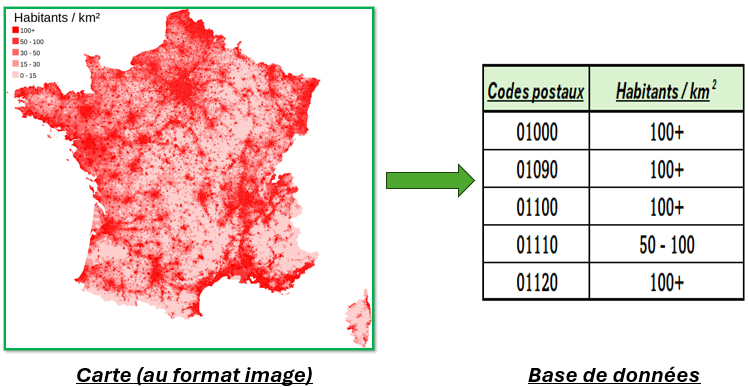 Habitants / km²
100+
50 - 100
30 - 50
15 - 30
0 - 15
Carte (au format image)
Codes postaux Habitants / km²
01000 100+
01090 100+
01100 100+
01110 50 - 100
01120 100+
Base de données